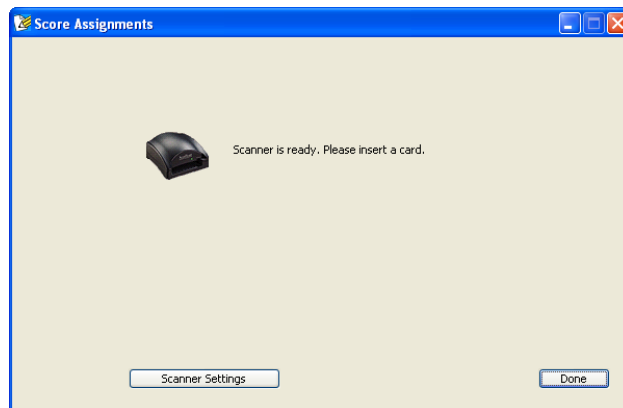 Score Assignments
Scanner is ready. Please insert a card.
Scanner Settings
Done